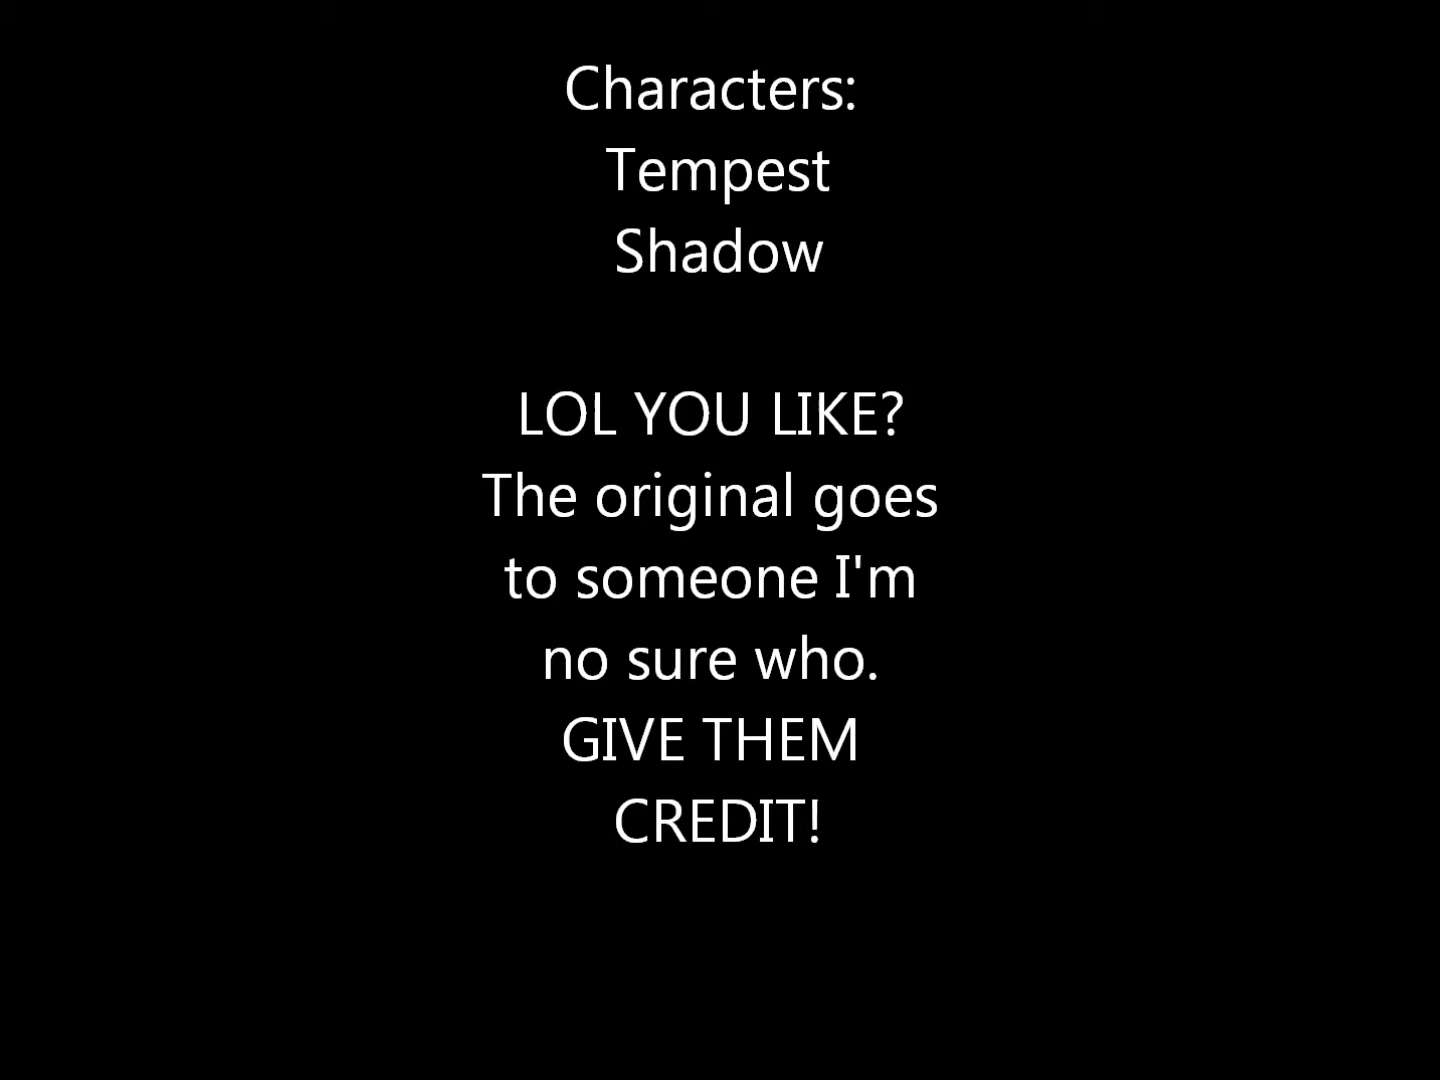 Characters:
Tempest
Shadow
LOL YOU LIKE?
The original goes
to someone I'm
no sure who.
GIVE THEM
CREDIT!